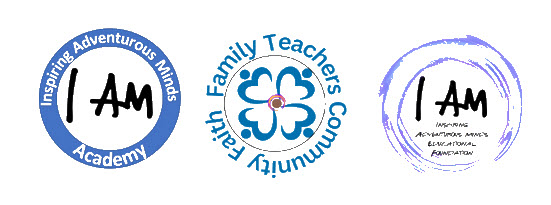 Inspiring Adventurous Minds
I AM
Academy
Family Teachers Community Faith
I AM
Inspiring
Adventurous Minds
Educational
Foundation